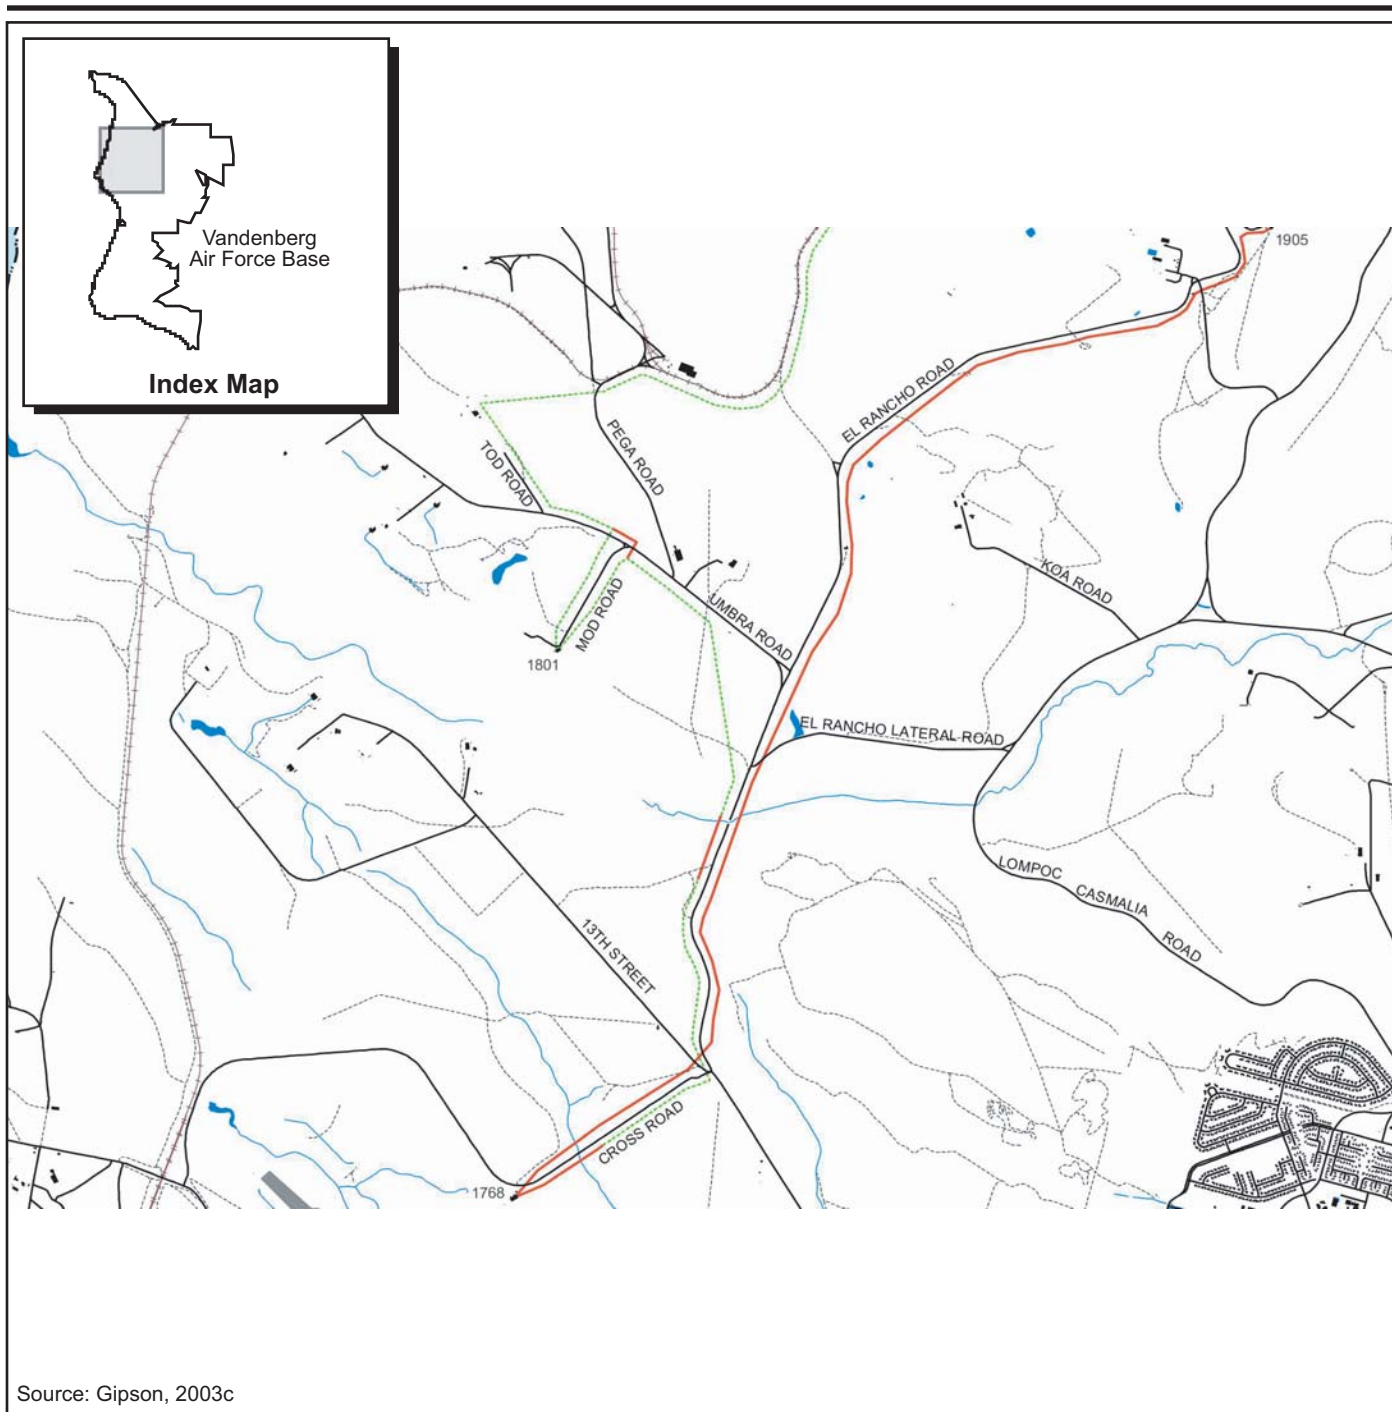 Vandenberg
Air Force Base
Index Map
1905
EL RANCHO ROAD
PEGA ROAD
TOD ROAD
KOA ROAD
MOD ROAD
UMBRA ROAD
1801
EL RANCHO LATERAL ROAD
LOMPOC CASMALIA ROAD
13TH STREET
CROSS ROAD
1768
Source: Gipson, 2003c